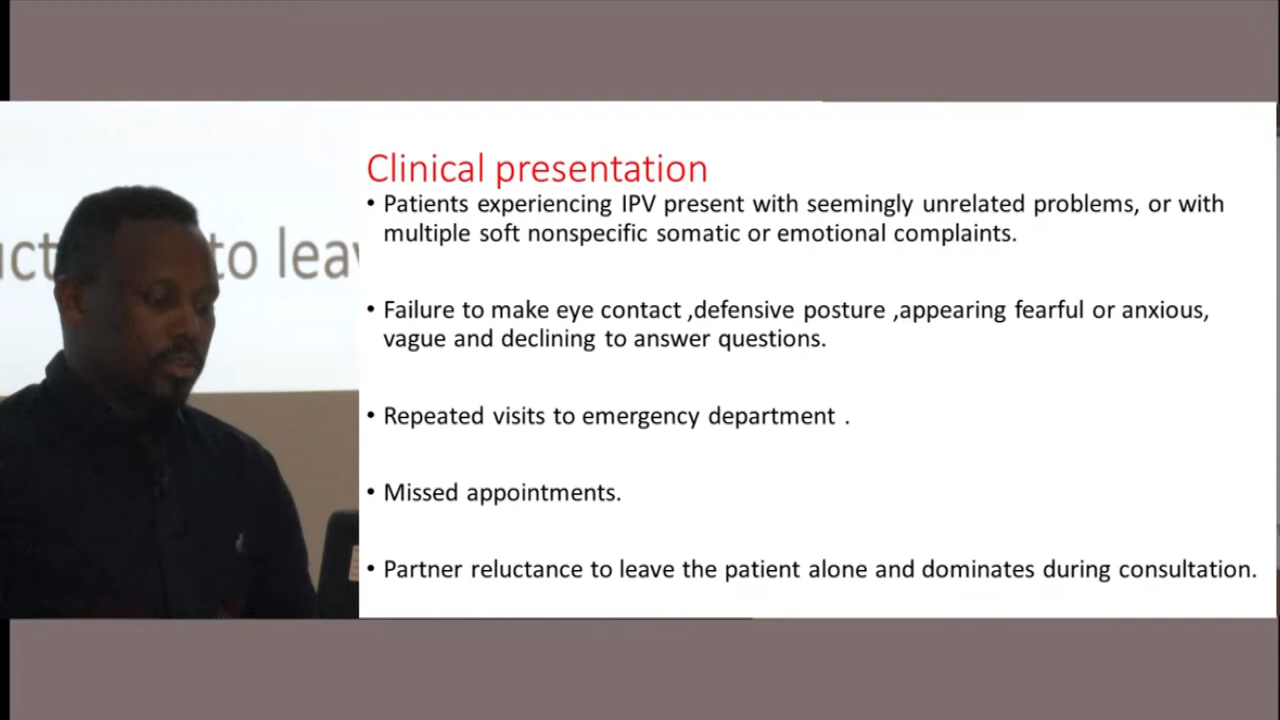 Clinical presentation
• Patients experiencing IPV present with seemingly unrelated problems, or with
multiple soft nonspecific somatic or emotional complaints.
• Failure to make eye contact ,defensive posture ,appearing fearful or anxious,
vague and declining to answer questions.
• Repeated visits to emergency department .
• Missed appointments.
• Partner reluctance to leave the patient alone and dominates during consultation.
to